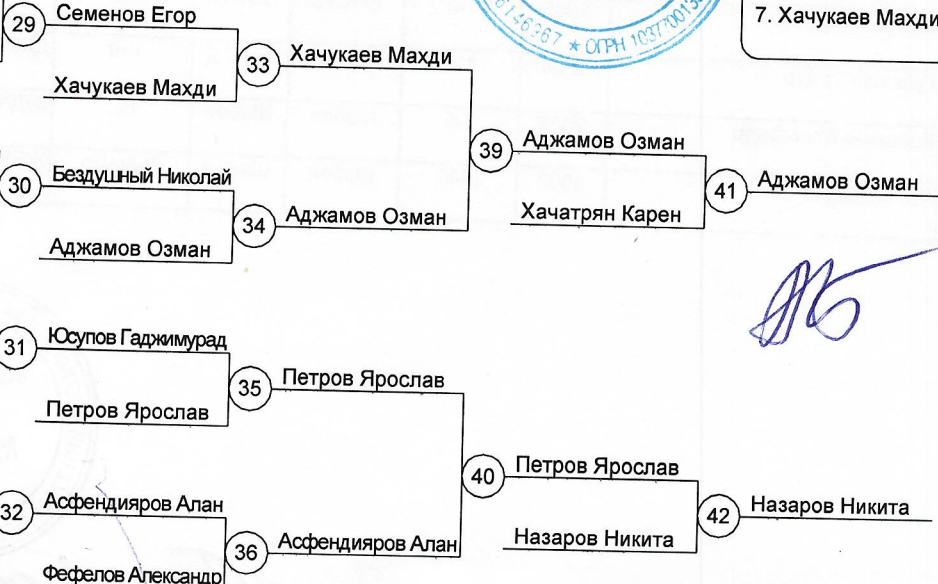 29 Семенов Егор
Хачукаев Махди
33 Хачукаев Махди
6146967 * ОГРН
7. Хачукаев Махди
30 Бездушный Николай
Аджамов Озман
34 Аджамов Озман
39 Аджамов Озман
Хачатрян Карен
41 Аджамов Озман
31 Юсупов Гаджимурад
Петров Ярослав
35 Петров Ярослав
32 Асфендияров Алан
Фефелов Александр
36 Асфендияров Алан
40 Петров Ярослав
Назаров Никита
42 Назаров Никита